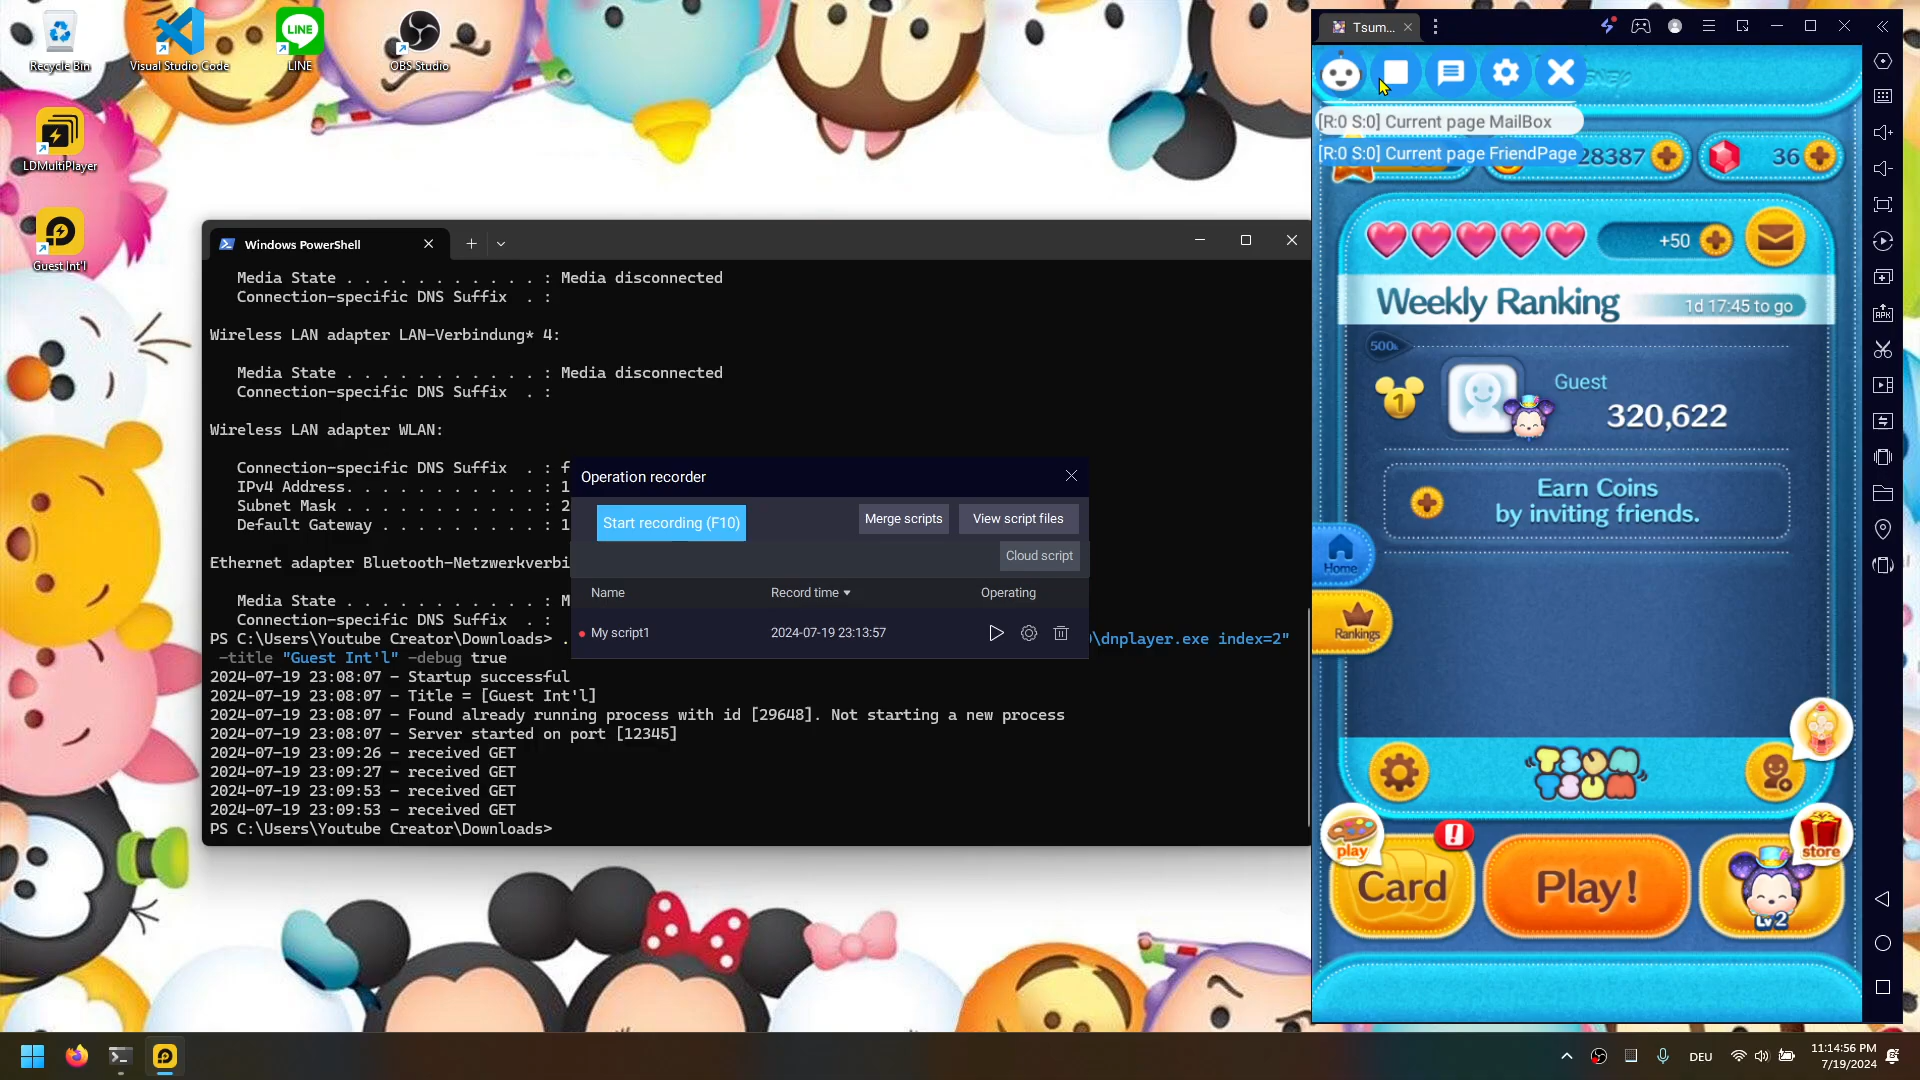 Recycle Bin
Visual Studio Code
LINE
LINE
OBS Studio
LDMultiPlayer
Guest Int'l
Windows PowerShell
Media State . . . . . . . . . . . : Media disconnected
Connection-specific DNS Suffix  . :
Wireless LAN adapter LAN-Verbindung* 4:
Media State . . . . . . . . . . . : Media disconnected
Connection-specific DNS Suffix  . :
Wireless LAN adapter WLAN:
Connection-specific DNS Suffix  . : f
IPv4 Address. . . . . . . . . . . : 1
Subnet Mask . . . . . . . . . . . : 2
Default Gateway . . . . . . . . . : 1
Ethernet adapter Bluetooth-Netzwerkverbi
Media State . . . . . . . . . . . : M
Connection-specific DNS Suffix  . :
PS C:\Users\Youtube Creator\Downloads> . \dnplayer.exe index=2"
-title "Guest Int'l" -debug true
2024-07-19 23:08:07 - Startup successful
2024-07-19 23:08:07 - Title = [Guest Int'l]
2024-07-19 23:08:07 - Found already running process with id [29648]. Not starting a new process
2024-07-19 23:08:07 - Server started on port [12345]
2024-07-19 23:09:26 - received GET
2024-07-19 23:09:27 - received GET
2024-07-19 23:09:53 - received GET
2024-07-19 23:09:53 - received GET
PS C:\Users\Youtube Creator\Downloads>
Operation recorder
Start recording (F10)
Merge scripts
View script files
Cloud script
Name
Record time
Operating
My script1
2024-07-19 23:13:57
Tsum...
[R:0 S:0] Current page MailBox
[R:0 S:0] Current page FriendPage
28387
36
+50
Weekly Ranking
1d 17:45 to go
500k
1
Guest
320,622
Earn Coins
by inviting friends.
Home
Rankings
TSUM
TSUM
play
!
store
Card
Play!
Lv 2
APK
DEU
11:14:56 PM
7/19/2024